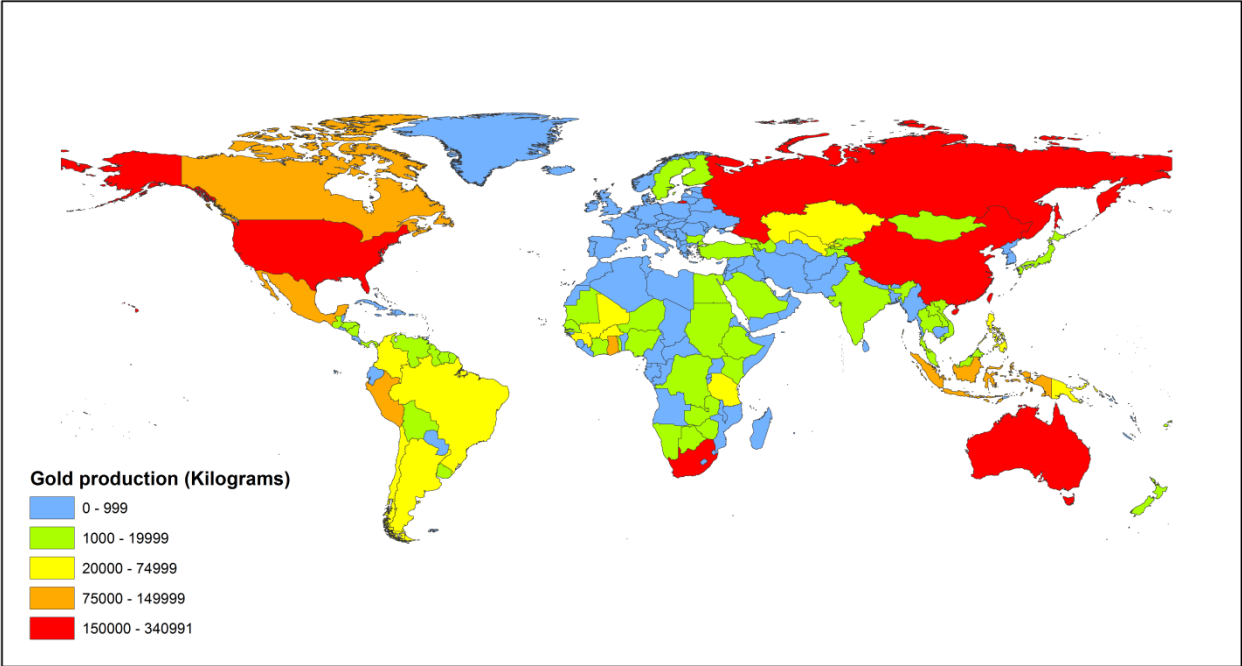 Gold production (Kilograms)
0 - 999
1000 - 19999
20000 - 74999
75000 - 149999
150000 - 340991